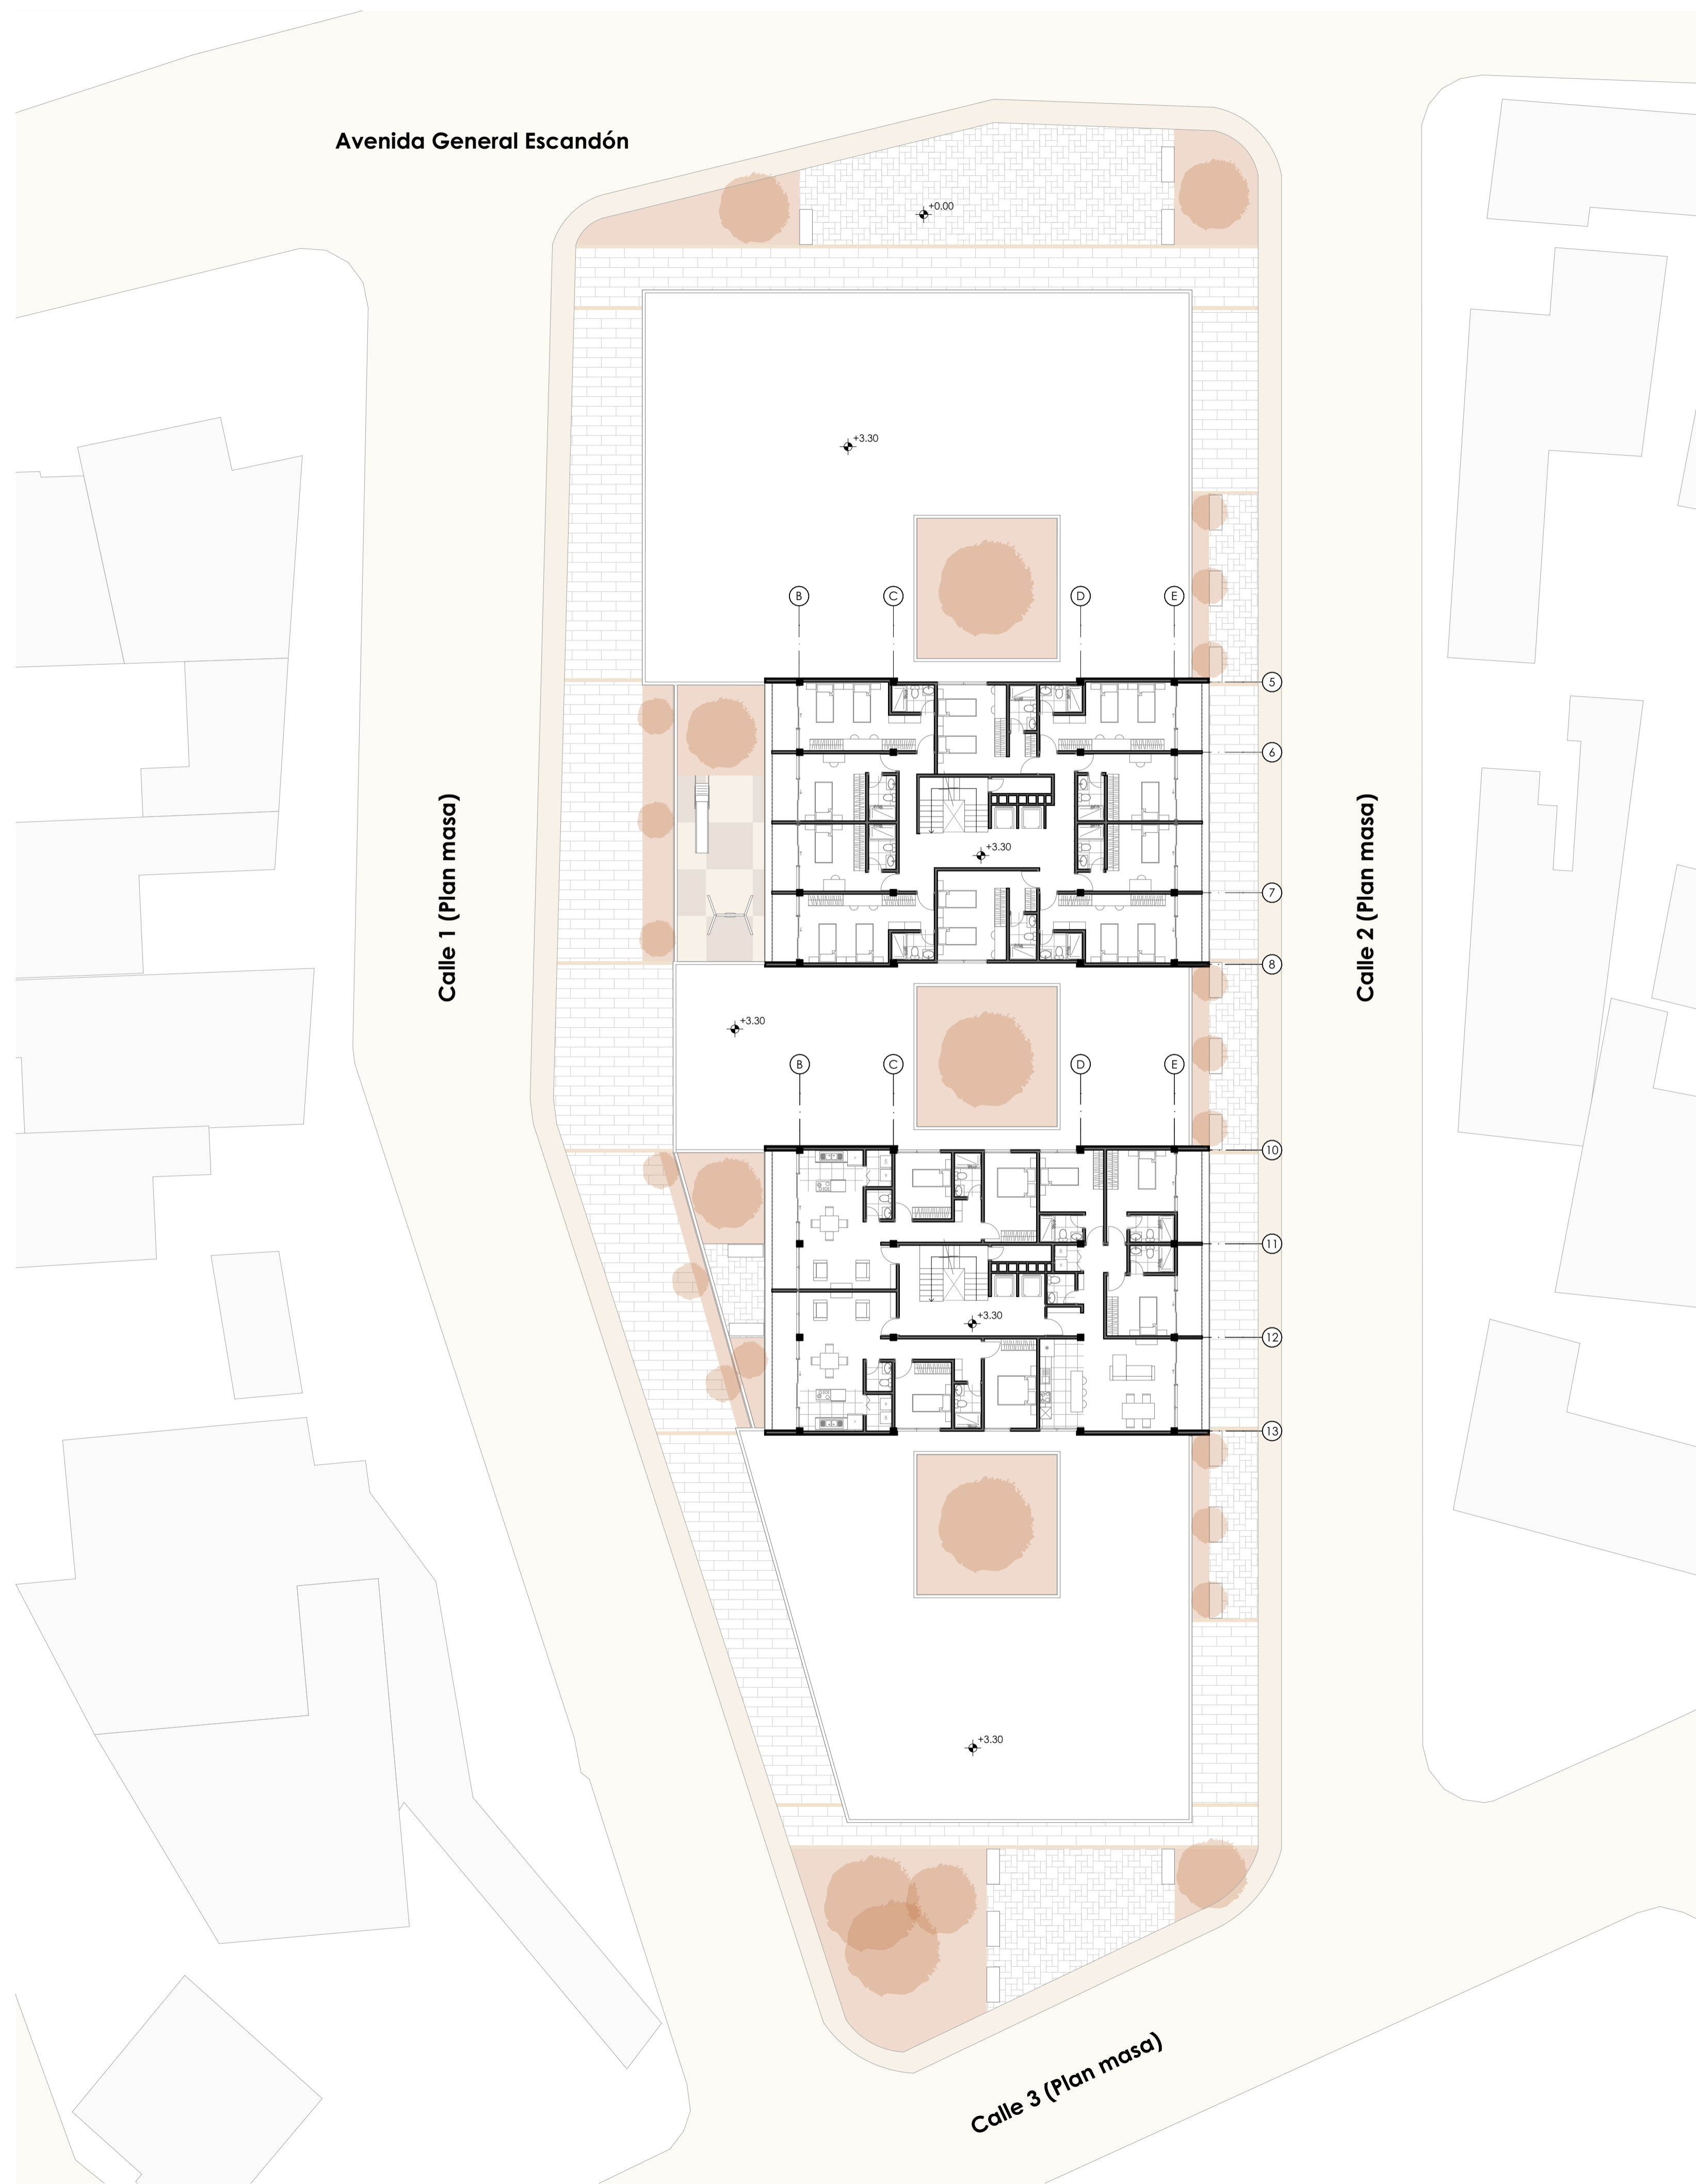 Avenida General Escandón
+0.00
+3.30
B
C
D
E
5
6
Calle 1 (Plan masa)
Calle 2 (Plan masa)
+3.30
7
8
+3.30
B
C
D
E
10
11
+3.30
12
13
+3.30
Calle 3 (Plan masa)